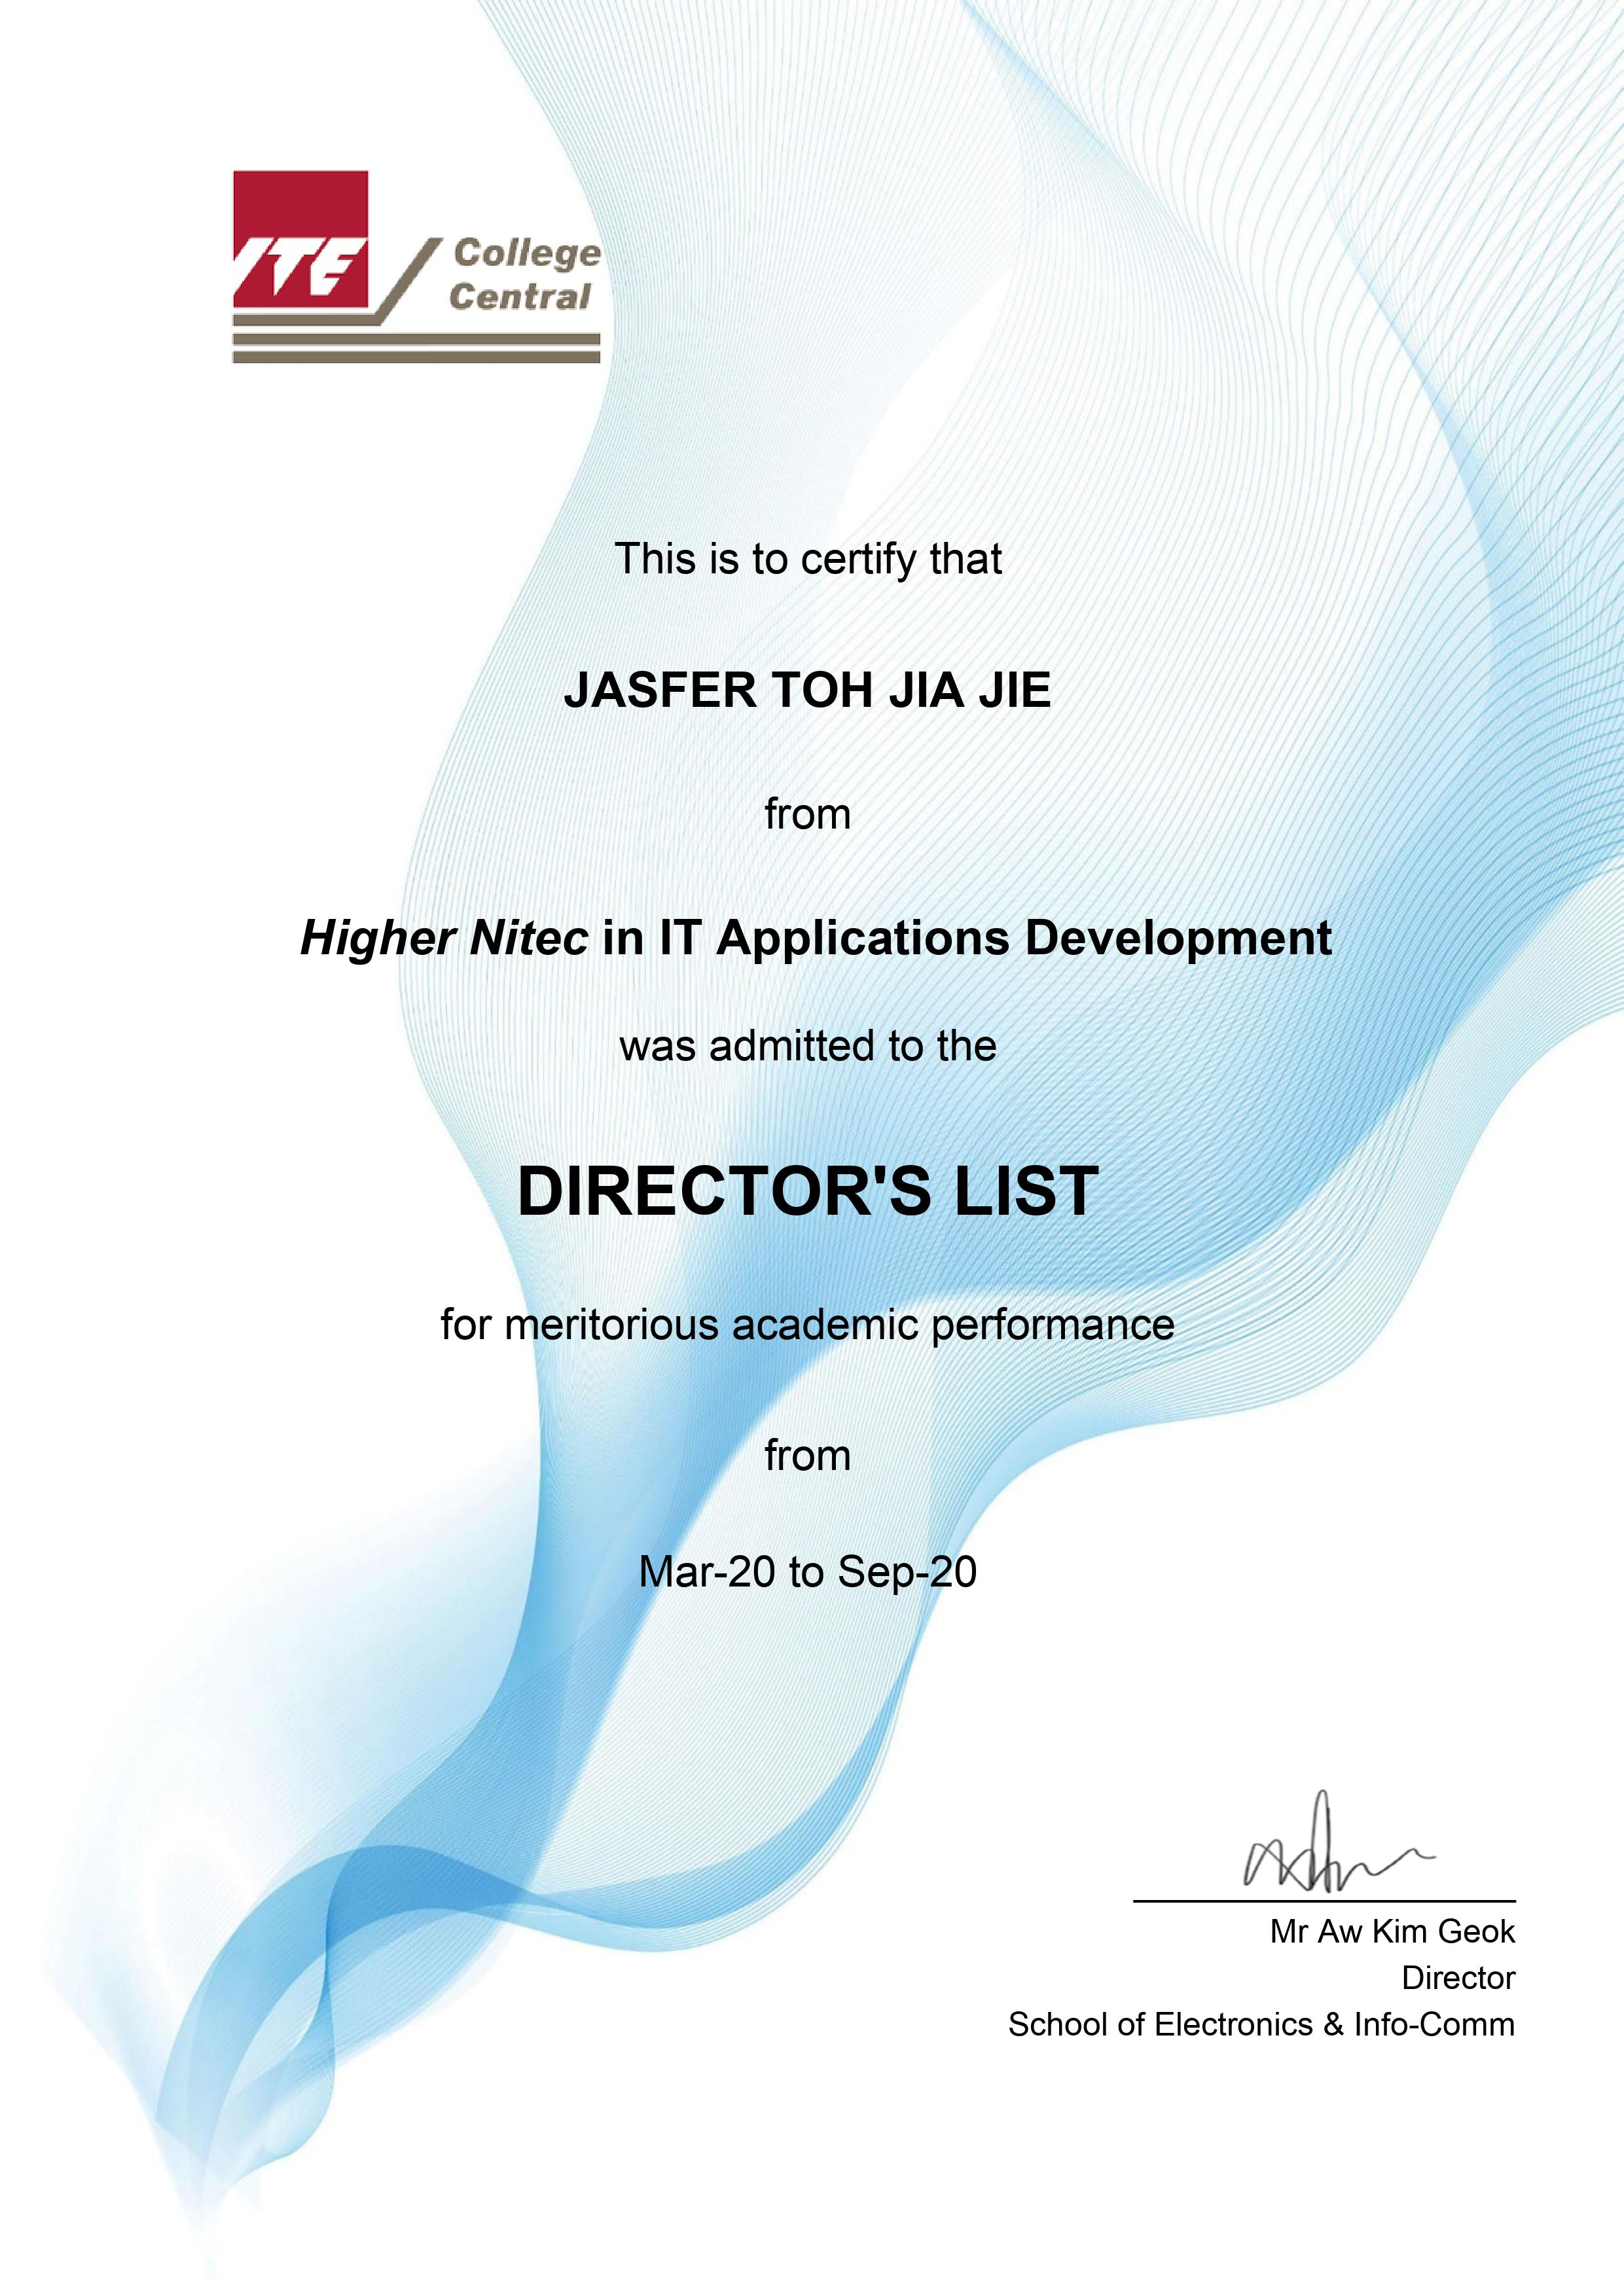 ITE College
Central
This is to certify that
JASFER TOH JIA JIE
from
Higher Nitec in IT Applications Development
was admitted to the
DIRECTOR'S LIST
for meritorious academic performance
from
Mar-20 to Sep-20
Mr Aw Kim Geok
Director
School of Electronics & Info-Comm